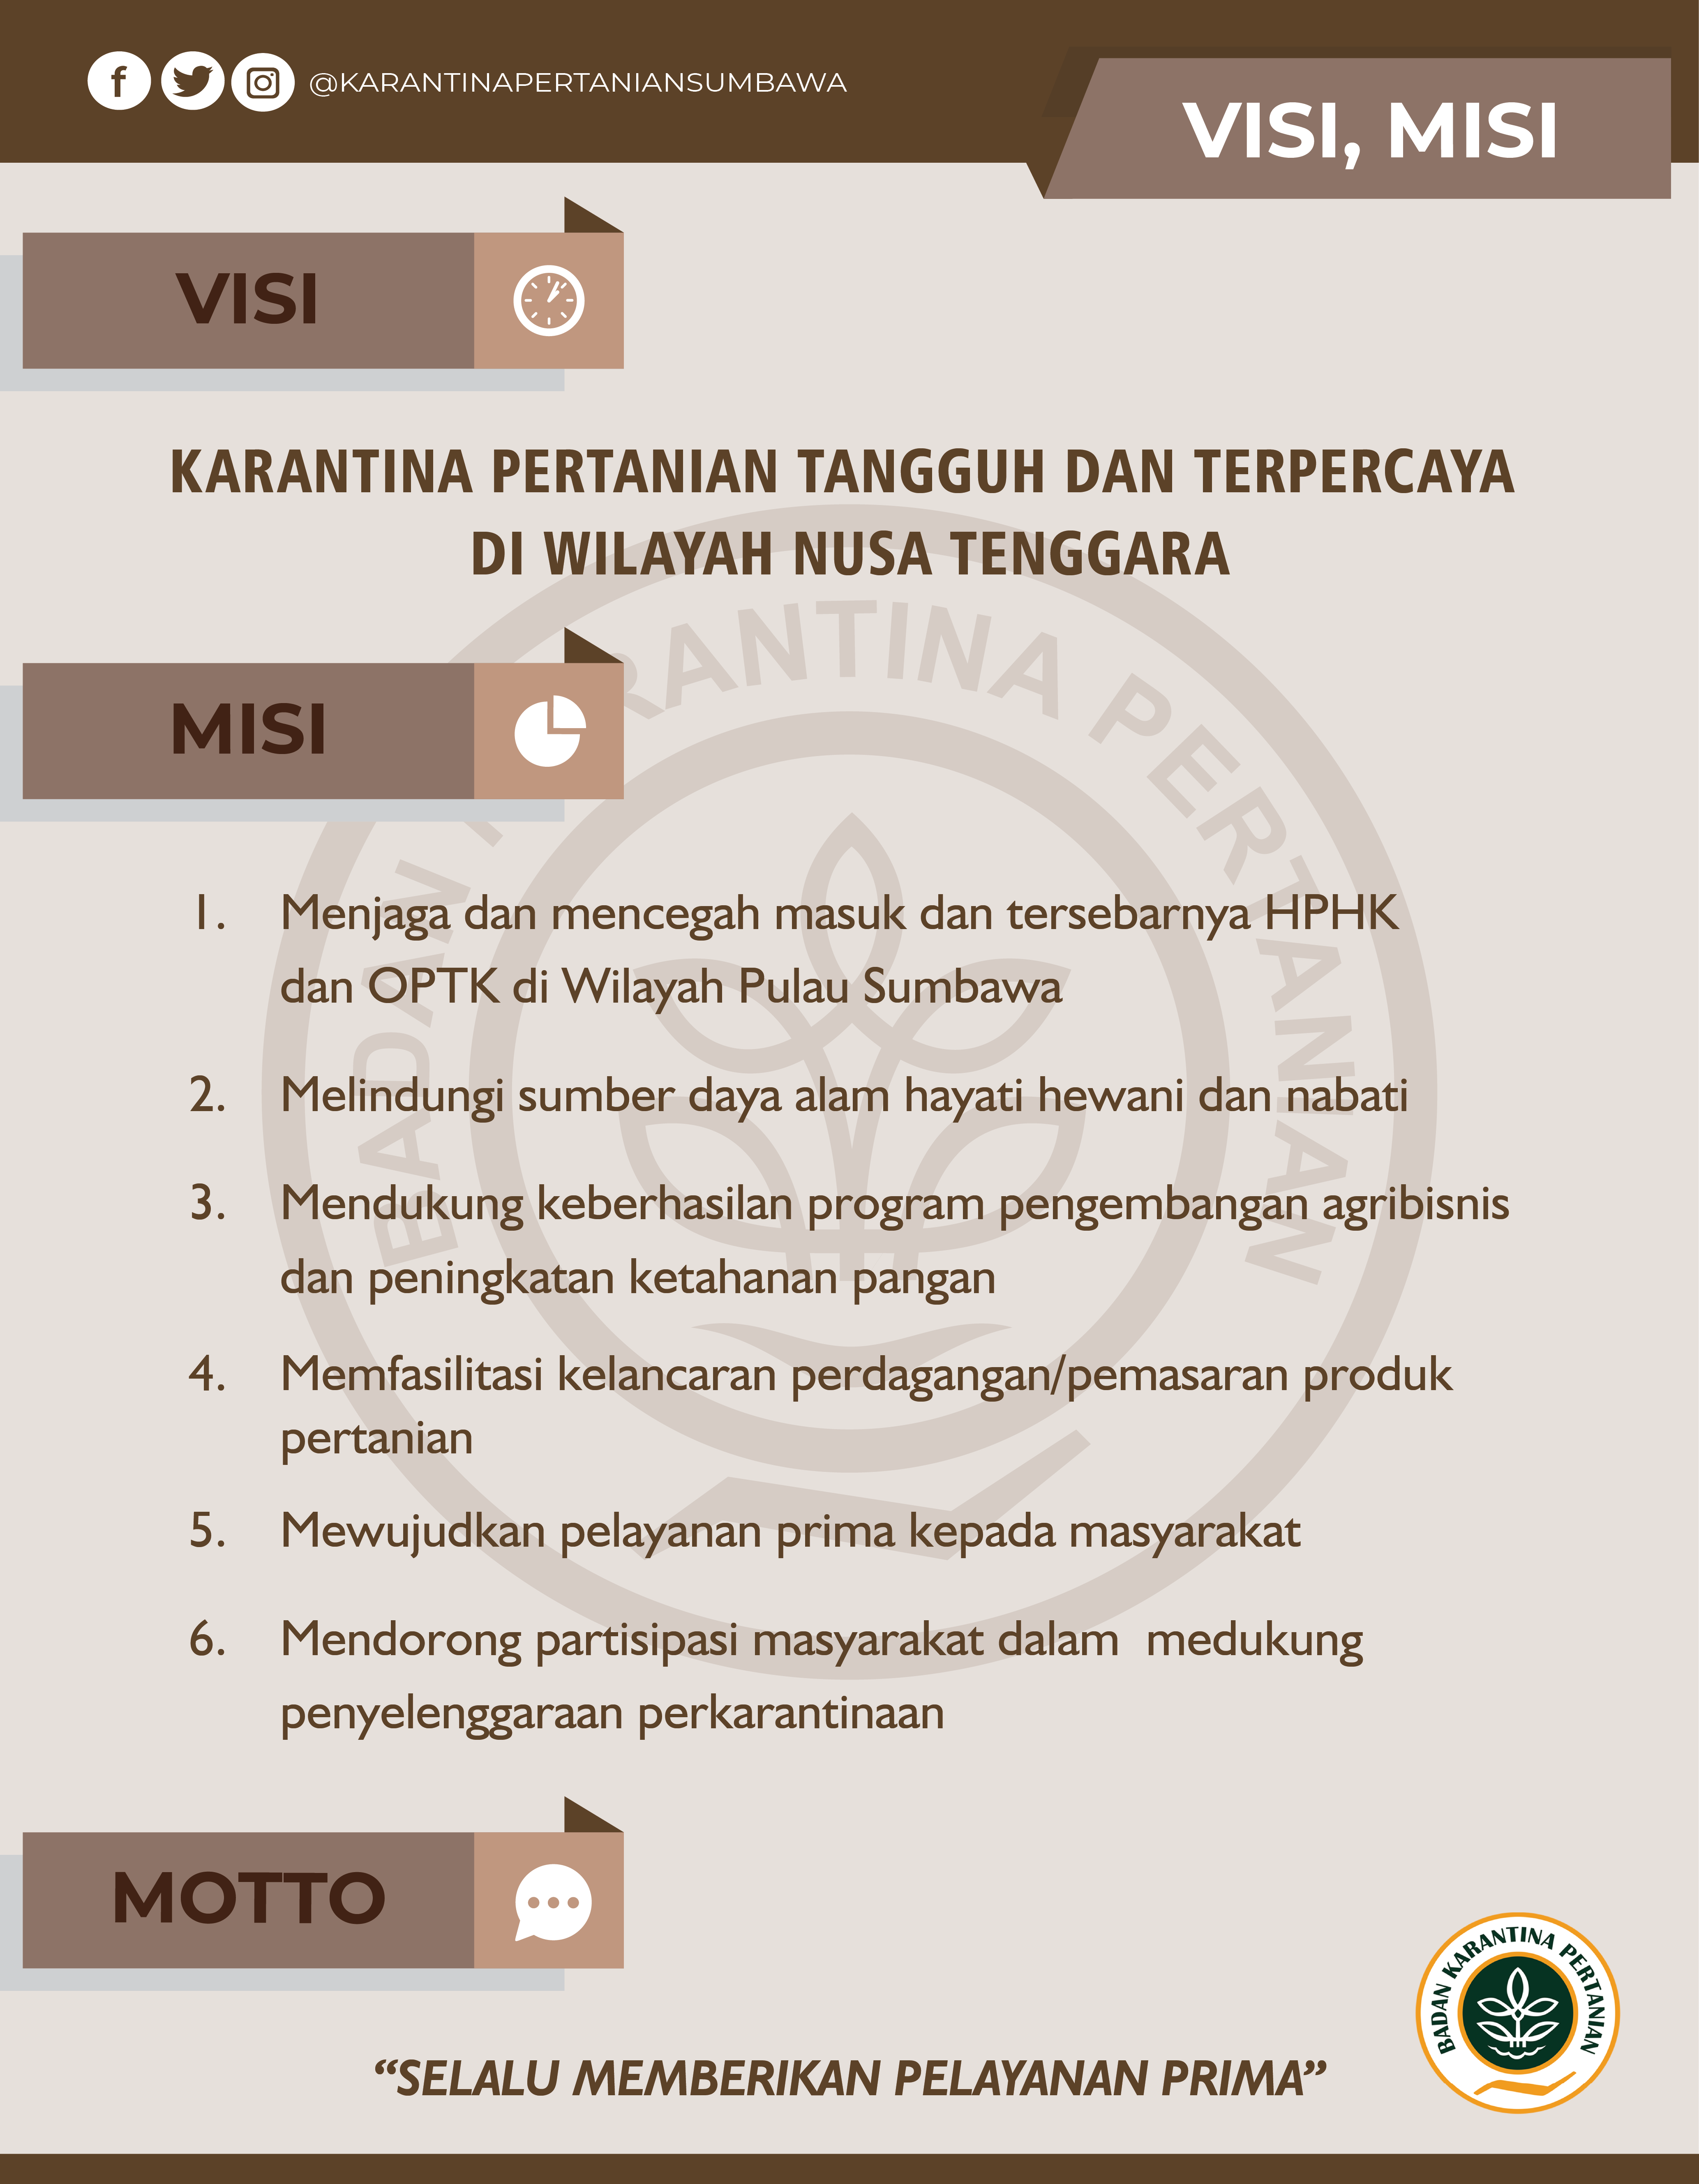 @KARANTINAPERTANIANSUMBAWA
VISI, MISI
VISI
KARANTINA PERTANIAN TANGGUH DAN TERPERCAYA
DI WILAYAH NUSA TENGGARA
MISI
1. Menjaga dan mencegah masuk dan tersebarnya HPHK
dan OPTK di Wilayah Pulau Sumbawa
2. Melindungi sumber daya alam hayati hewani dan nabati
3. Mendukung keberhasilan program pengembangan agribisnis
dan peningkatan ketahanan pangan
4. Memfasilitasi kelancaran perdagangan/pemasaran produk
pertanian
5. Mewujudkan pelayanan prima kepada masyarakat
6. Mendorong partisipasi masyarakat dalam medukung
penyelenggaraan perkarantinaan
MOTTO
“SELALU MEMBERIKAN PELAYANAN PRIMA”
BADAN KARANTINA PERTANIAN